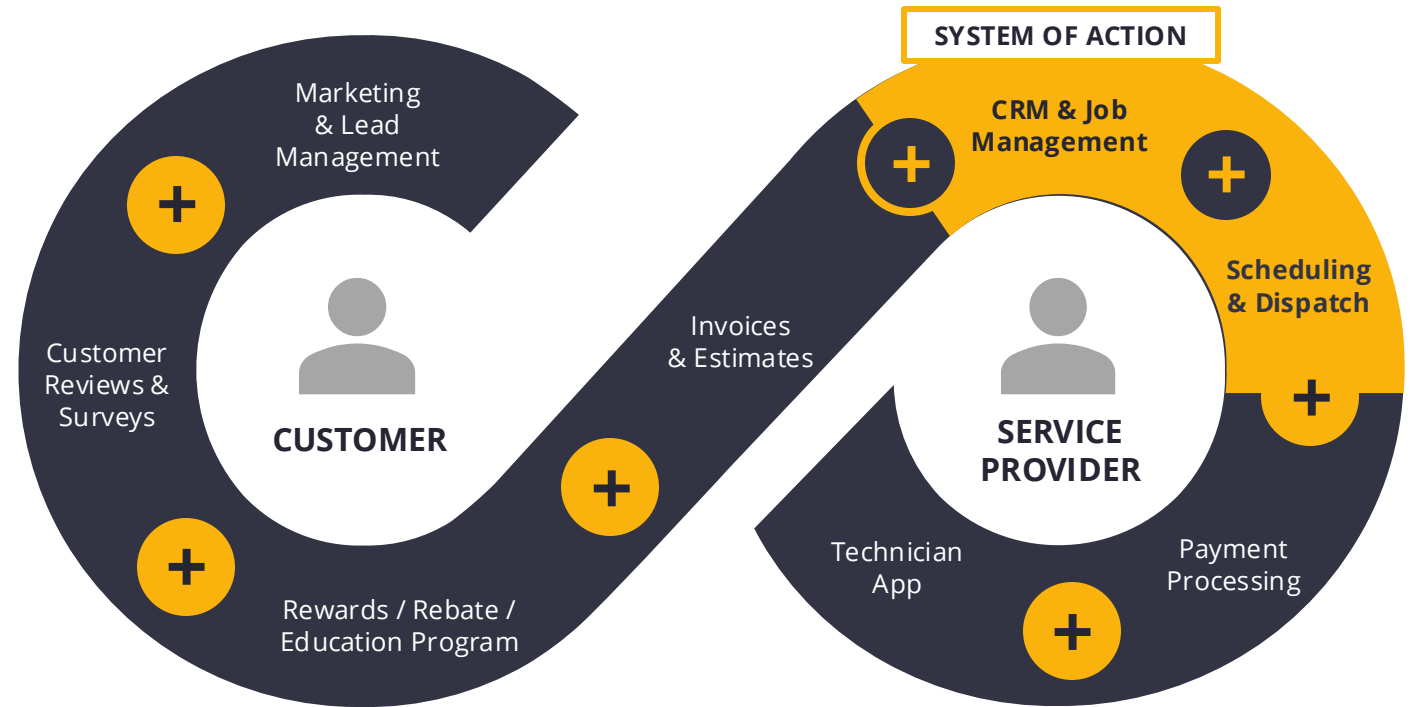 SYSTEM OF ACTION
Marketing
& Lead
Management
CRM & Job
Management
Scheduling
& Dispatch
Customer
Reviews &
Surveys
Invoices
& Estimates
CUSTOMER
SERVICE
PROVIDER
Technician
App
Payment
Processing
Rewards / Rebate /
Education Program